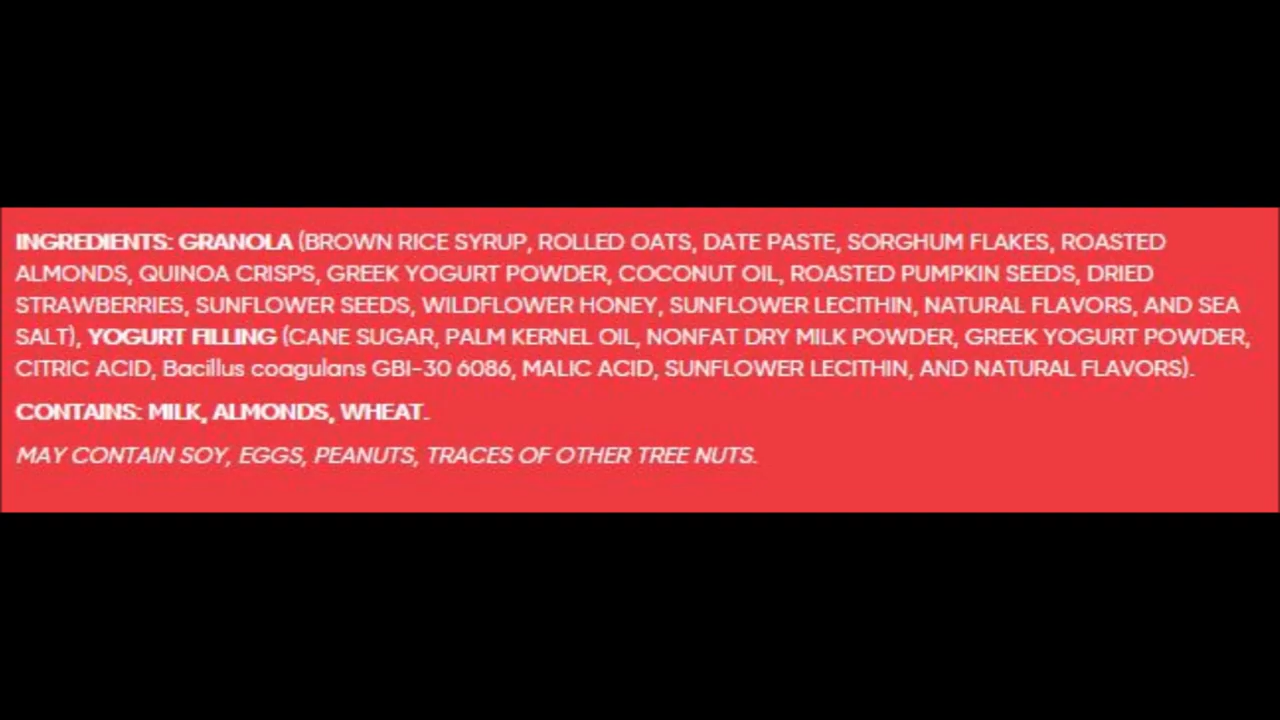 INGREDIENTS: GRANOLA (BROWN RICE SYRUP, ROLLED OATS, DATE PASTE, SORGHUM FLAKES, ROASTED
ALMONDS, QUINOA CRISPS, GREEK YOGURT POWDER, COCONUT OIL, ROASTED PUMPKIN SEEDS, DRIED
STRAWBERRIES, SUNFLOWER SEEDS, WILDFLOWER HONEY, SUNFLOWER LECITHIN, NATURAL FLAVORS, AND SEA
SALT), YOGURT FILLING (CANE SUGAR, PALM KERNEL OIL, NONFAT DRY MILK POWDER, GREEK YOGURT POWDER,
CITRIC ACID, Bacillus coagulans GBI-30 6086, MALIC ACID, SUNFLOWER LECITHIN, AND NATURAL FLAVORS).
CONTAINS: MILK, ALMONDS, WHEAT.
MAY CONTAIN SOY, EGGS, PEANUTS, TRACES OF OTHER TREE NUTS.